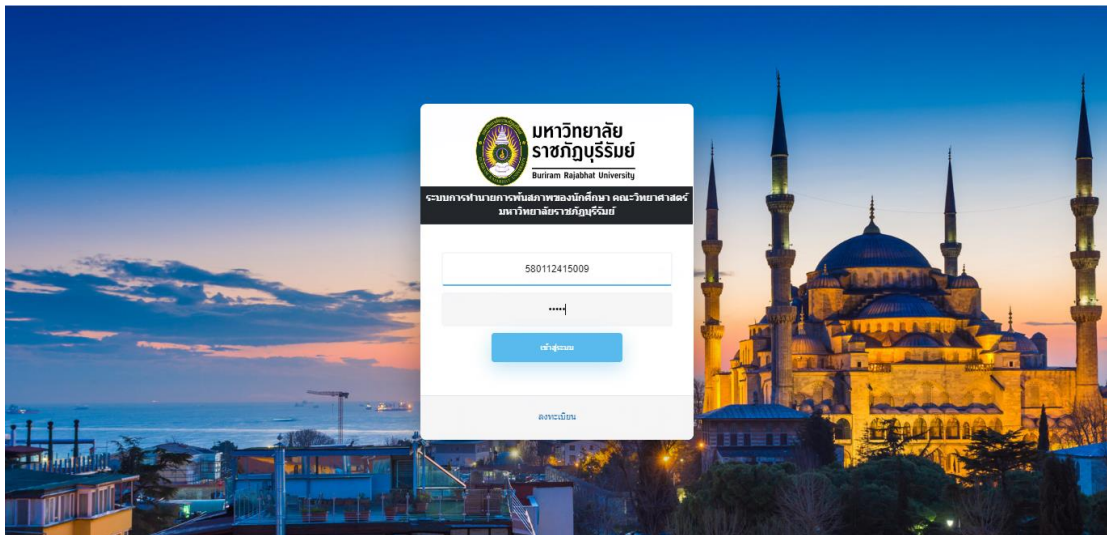 มหาวิทยาลัย
ราชภัฏบุรีรัมย์
Buriram Rajabhat University
ระบบการทำนายการพ้นสภาพของนักศึกษา คณะวิทยาศาสตร์
มหาวิทาลัยราชภัฏบุรีรัมย์
580112415009
•••••
เข้าสู่ระบบ
ลงทะเบียน